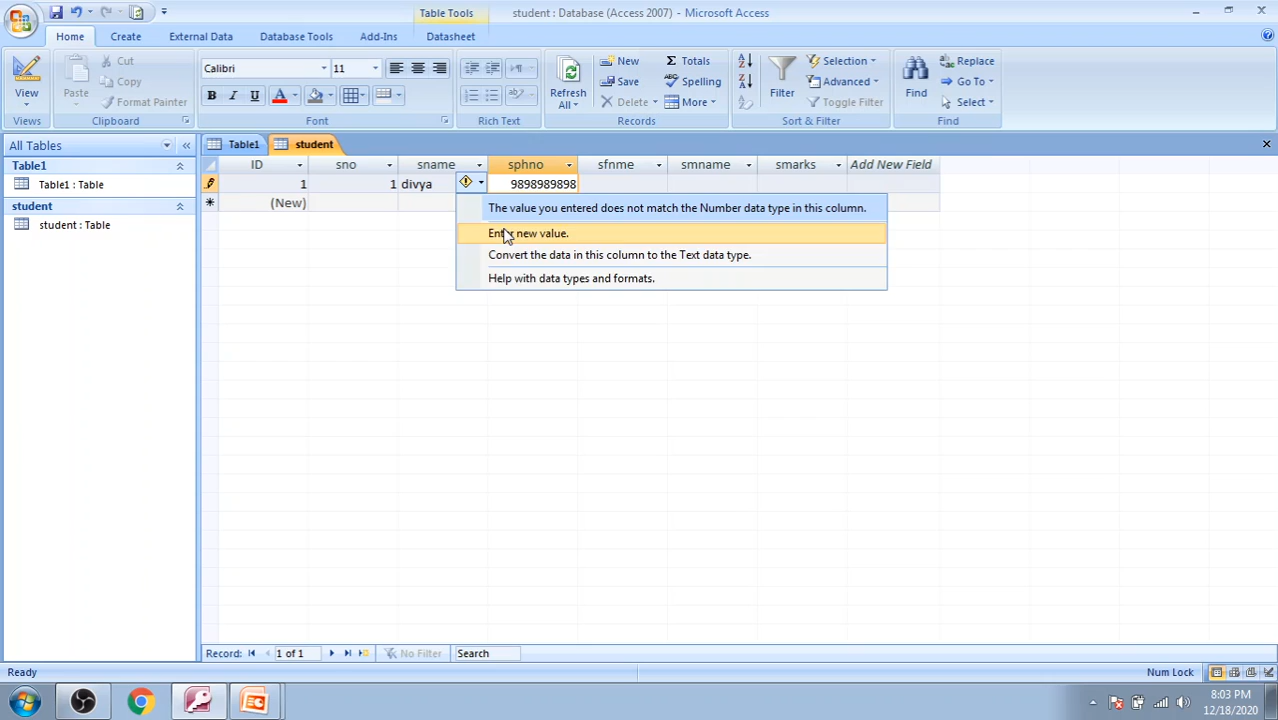 Table Tools
student : Database (Access 2007) - Microsoft Access
Home Create External Data Database Tools Add-Ins Datasheet
View
Views
Paste
Cut
Copy
Format Painter
Clipboard
Calibri 11
B I U A
Font
Rich Text
Refresh All
New
Save
Delete
Totals
Spelling
More
Records
Filter
Selection
Advanced
Toggle Filter
Sort & Filter
Find
Replace
Go To
Select
Find
All Tables
Table1
Table1 : Table
student
student : Table
Table1 student
ID sno sname sphno sfnme smname smarks Add New Field
1 1 divya 9898989898
(New)
The value you entered does not match the Number data type in this column.
Enter new value.
Convert the data in this column to the Text data type.
Help with data types and formats.
Record: 1 of 1 No Filter Search
Ready Num Lock
8:03 PM
12/18/2020